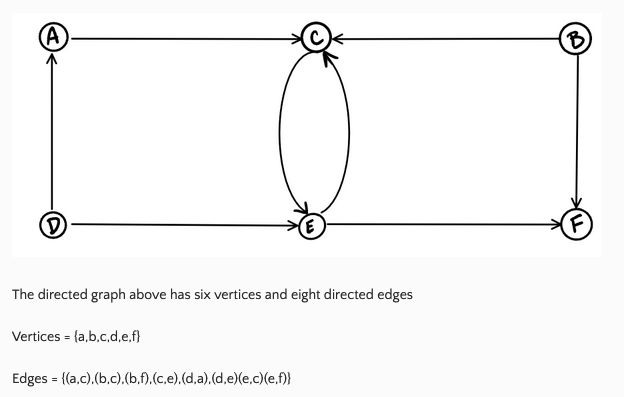 A C B
D E F
The directed graph above has six vertices and eight directed edges
Vertices = {a,b,c,d,e,f}
Edges = {(a,c),(b,c),(b,f),(c,e),(d,a),(d,e)(e,c)(e,f)}